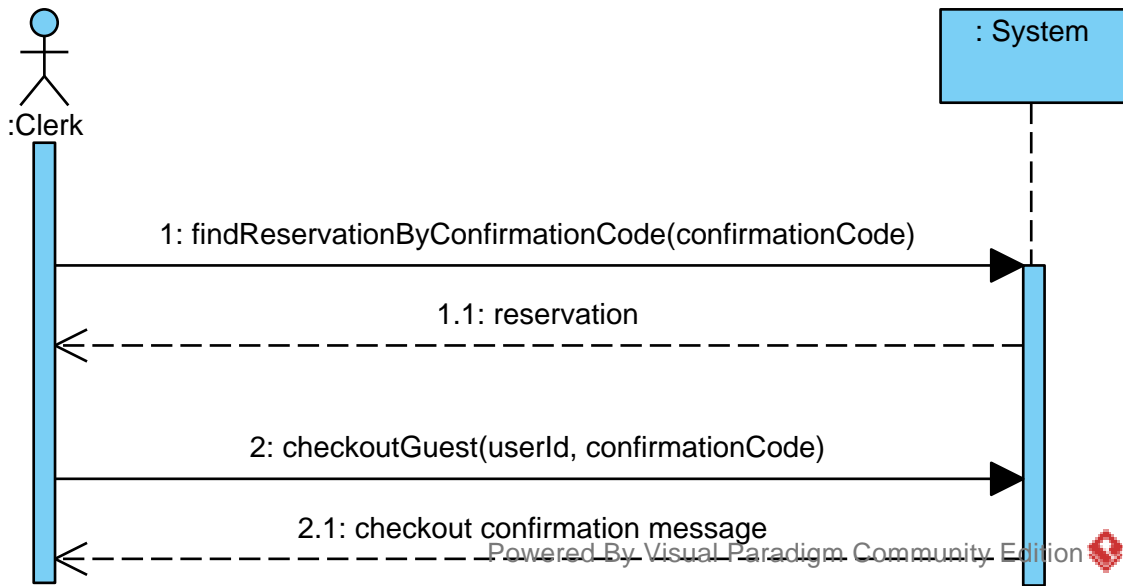 : System
:Clerk
1: findReservationByConfirmationCode(confirmationCode)
1.1: reservation
2: checkoutGuest(userId, confirmationCode)
2.1: checkout confirmation message
Powered By Visual Paradigm Community Edition